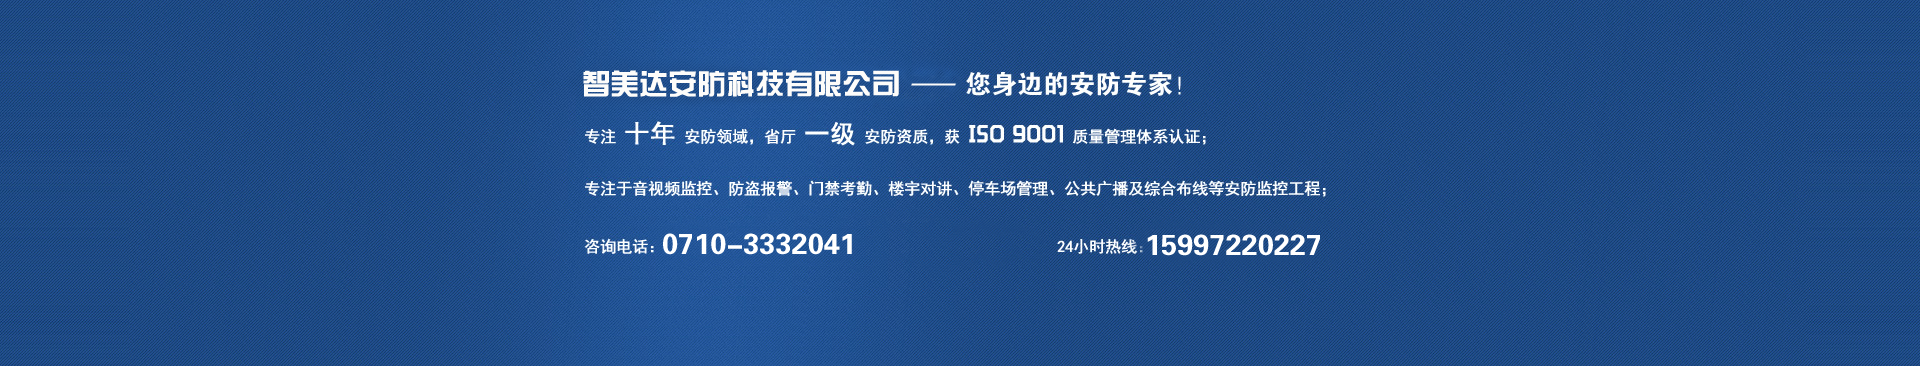 智美达安防科技有限公司 —— 您身边的安防专家!
专注 十年 安防领域，省厅 一级 安防资质，获 ISO 9001 质量管理体系认证；
专注于音视频监控、防盗报警、门禁考勤、楼宇对讲、停车场管理、公共广播及综合布线等安防监控工程；
咨询电话：0710-3332041 24小时热线：15997220227